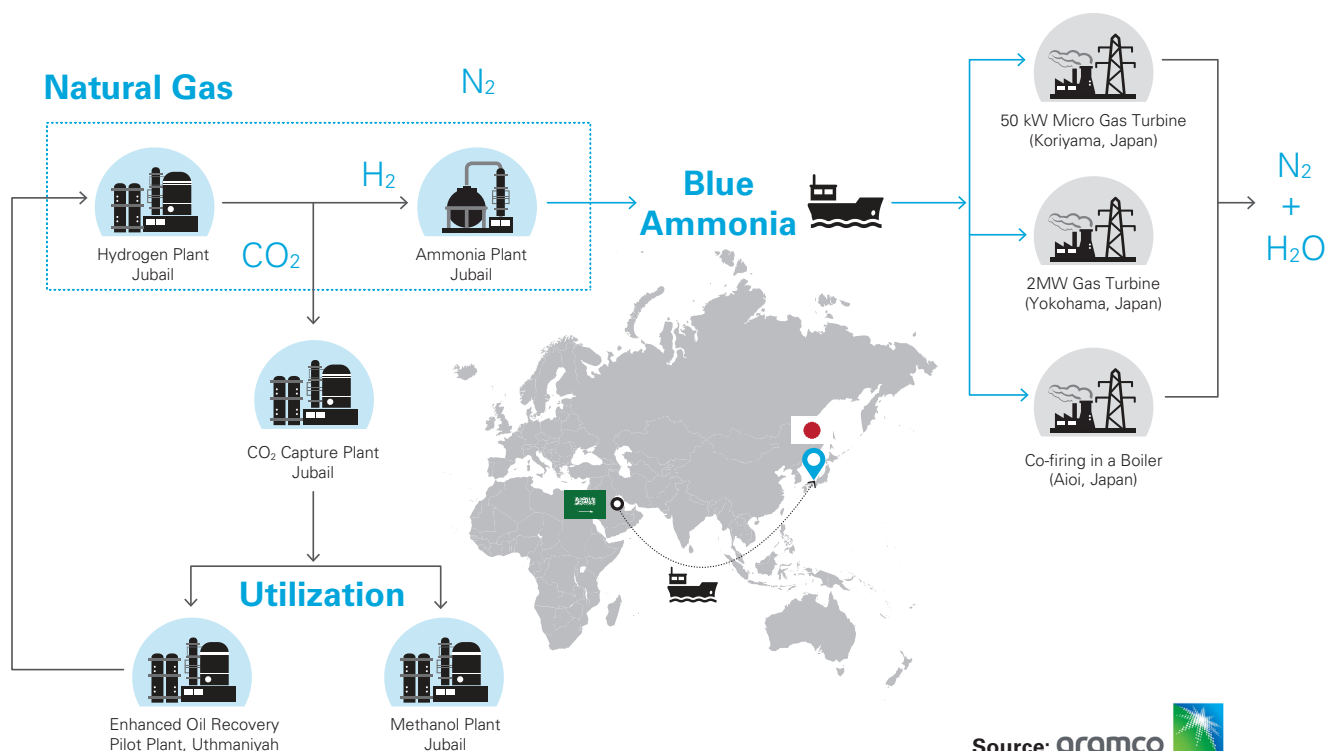 Natural Gas
N₂
H₂
CO₂
Hydrogen Plant
Jubail
Ammonia Plant
Jubail
Blue
Ammonia
50 kW Micro Gas Turbine
(Koriyama, Japan)
2MW Gas Turbine
(Yokohama, Japan)
Co-firing in a Boiler
(Aioi, Japan)
N₂
+
H₂O
CO₂ Capture Plant
Jubail
Utilization
Enhanced Oil Recovery
Pilot Plant, Uthmaniyah
Methanol Plant
Jubail
Source: aramco